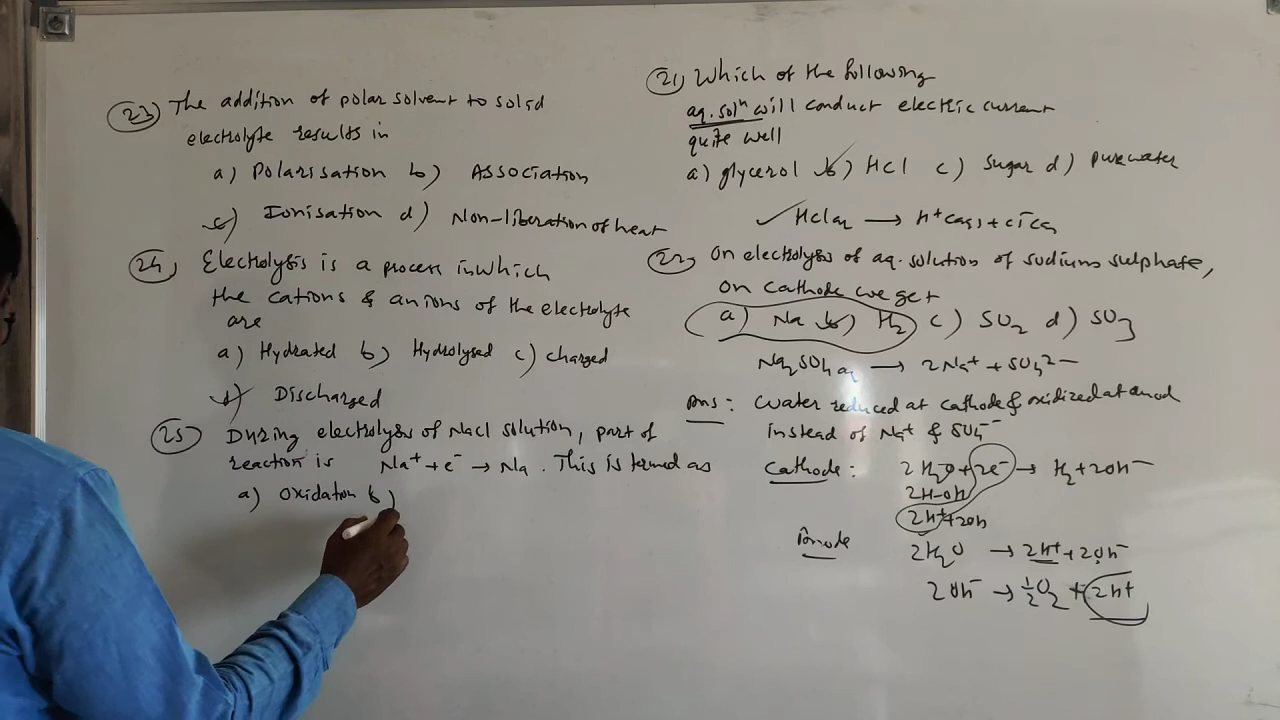 23) The addition of polar solvent to solid
electrolyte results in
a) Polarisation b) Association
c) Ionisation d) Non-liberation of heat
24) Electrolysis is a process in which
the cations & anions of the electrolyte
are
a) Hydrated b) Hydrolysed c) charged
d) Discharged
25) During electrolysis of NaCl solution, part of
reaction is Na⁺ + e⁻ → Na. This is termed as
a) Oxidation b)
21) Which of the following
aq. solⁿ will conduct electric current
quite well
a) glycerol b) HCl c) Sugar d) pure water
HCl aq → H⁺(aq) + Cl⁻
22) On electrolysis of aq. solution of sodium sulphate,
on cathode we get
a) Na b) H₂ c) SO₂ d) SO₃
Na₂SO₄ aq → 2Na⁺ + SO₄²⁻
Ans: Water reduced at cathode & oxidized at anod
instead of Na⁺ & SO₄⁻⁻
Cathode: 2H₂O + 2e⁻ → H₂ + 2OH⁻
2H-OH
2H⁺ + 2OH
Anode 2H₂O → 2H⁺ + 2OH⁻
2OH⁻ → ½O₂ + 2H⁺